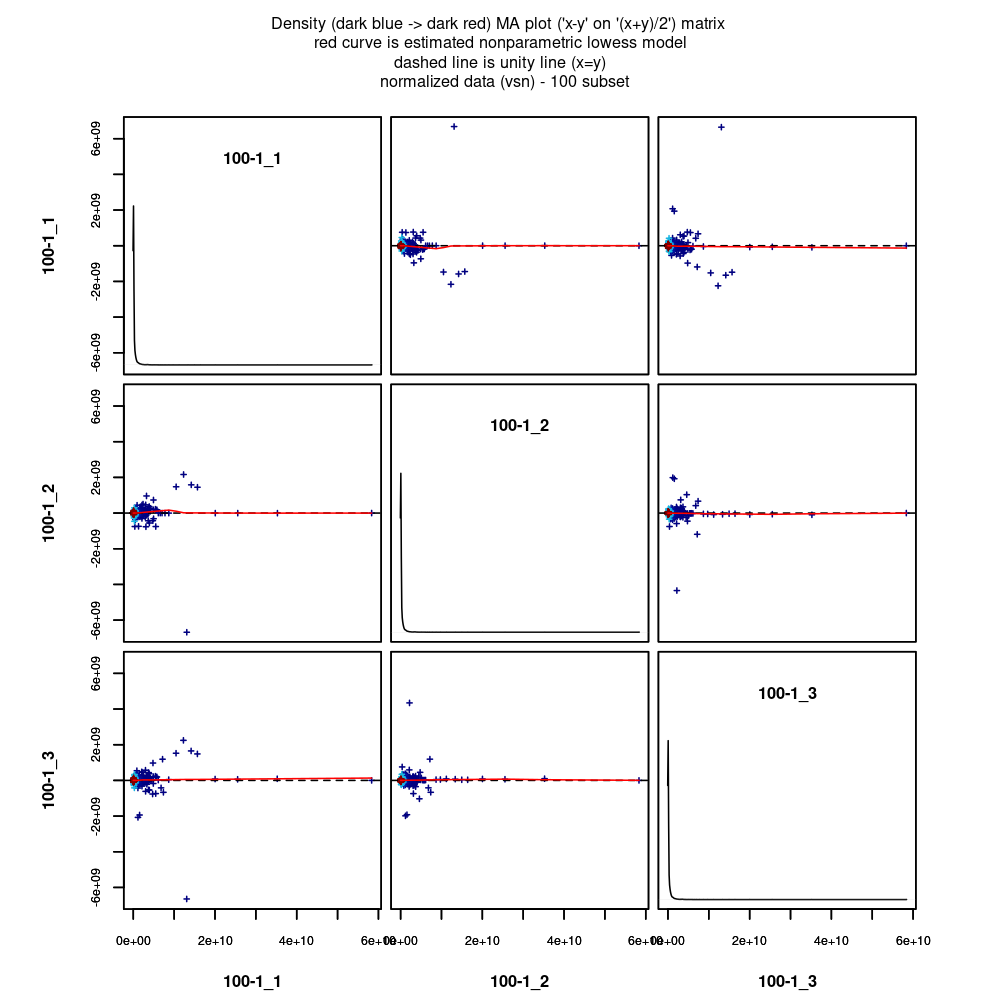 Density (dark blue -> dark red) MA plot ('x-y' on '(x+y)/2') matrix
red curve is estimated nonparametric lowess model
dashed line is unity line (x=y)
normalized data (vsn) - 100 subset
100-1_1
100-1_1
6e+09
2e+09
-2e+09
-6e+09
100-1_2
100-1_2
6e+09
2e+09
-2e+09
-6e+09
100-1_3
100-1_3
6e+09
2e+09
-2e+09
-6e+09
0e+00 2e+10 4e+10 6e+10 0e+00 2e+10 4e+10 6e+10 0e+00 2e+10 4e+10 6e+10
100-1_1 100-1_2 100-1_3